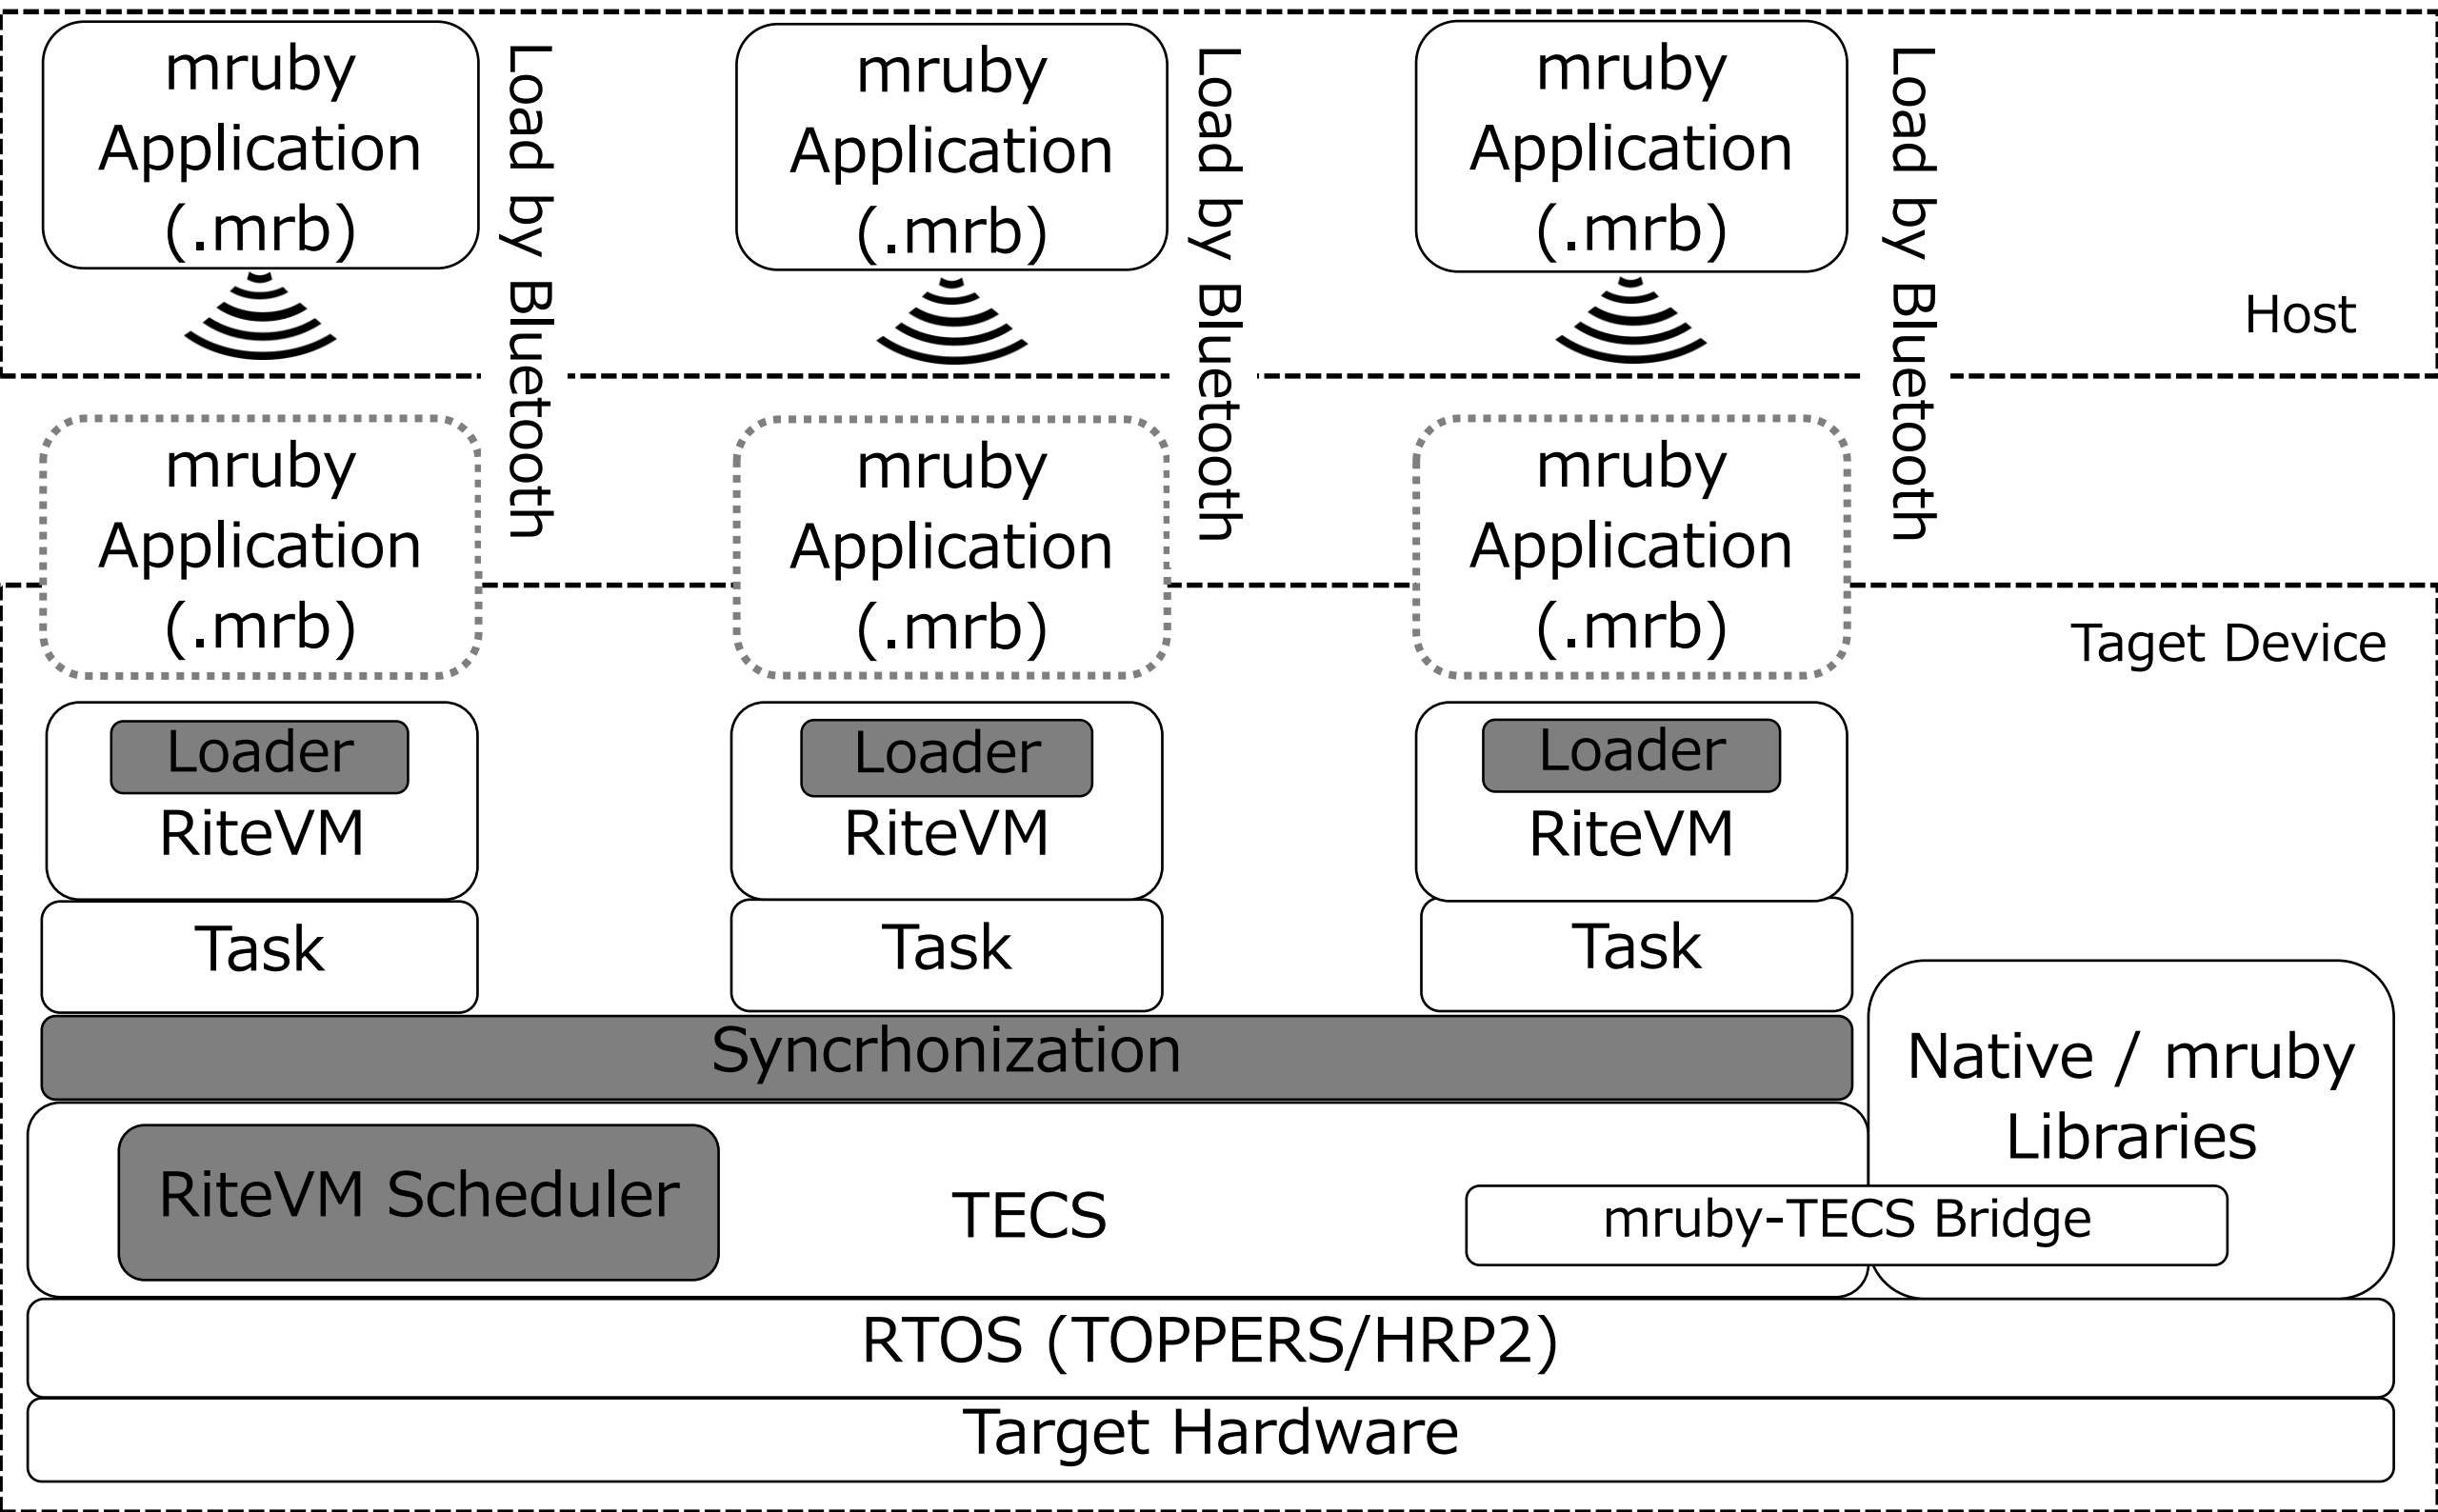 mruby
Application
(.mrb)
Load by Bluetooth
mruby
Application
(.mrb)
Load by Bluetooth
mruby
Application
(.mrb)
Load by Bluetooth
Host
mruby
Application
(.mrb)
mruby
Application
(.mrb)
mruby
Application
(.mrb)
Taget Device
Loader
RiteVM
Task
Loader
RiteVM
Task
Loader
RiteVM
Task
Syncrhonization
Native / mruby
Libraries
RiteVM Scheduler
TECS
mruby-TECS Bridge
RTOS (TOPPERS/HRP2)
Target Hardware